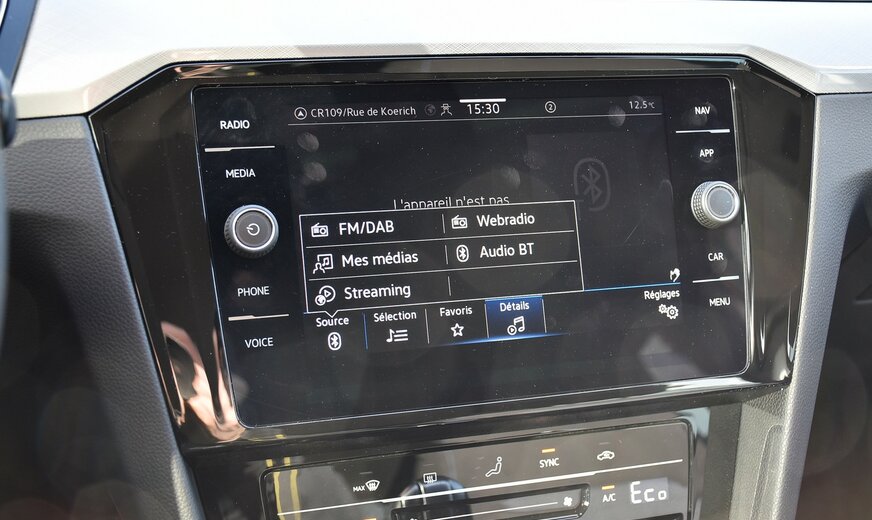 CR109/Rue de Koerich 15:30 2 12.5°C
RADIO
MEDIA
PHONE
VOICE
L'appareil n'est pas
FM/DAB Webradio
Mes médias Audio BT
Streaming
Source Sélection Favoris Détails Réglages
NAV
APP
CAR
MENU
MAX SYNC
A/C Eco